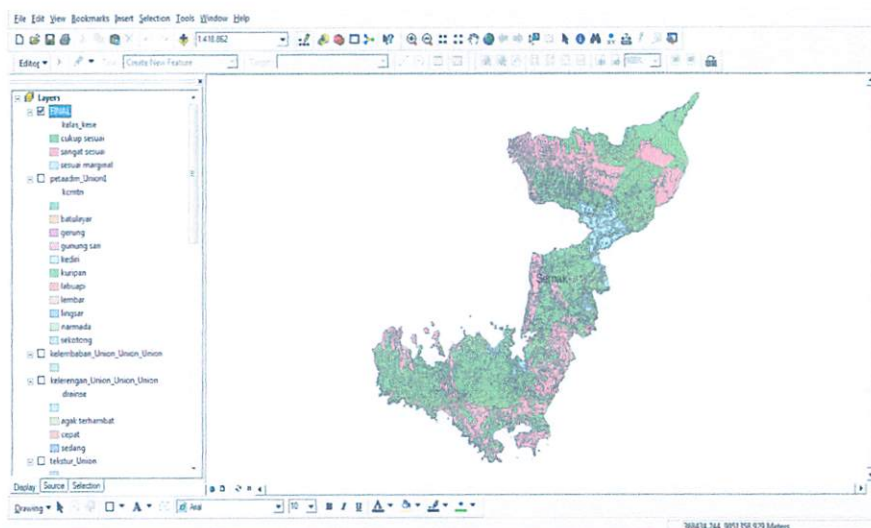 File Edit View Bookmarks Insert Selection Tools Window Help
1:418.862
Editor Create New Feature
Layers
FINAL
kelas_kese
cukup sesuai
sangat sesuai
sesuai marginal
petaadm_Union1
kcmtn
batulayar
gerung
gunung sari
kediri
kuripan
labuapi
lembar
lingsar
narmada
sekotong
kelembaban_Union_Union_Union
kelerengan_Union_Union_Union
drainse
agak terhambat
cepat
sedang
tekstur_Union
Display Source Selection
Drawing Arial 10 B I U A
Meters